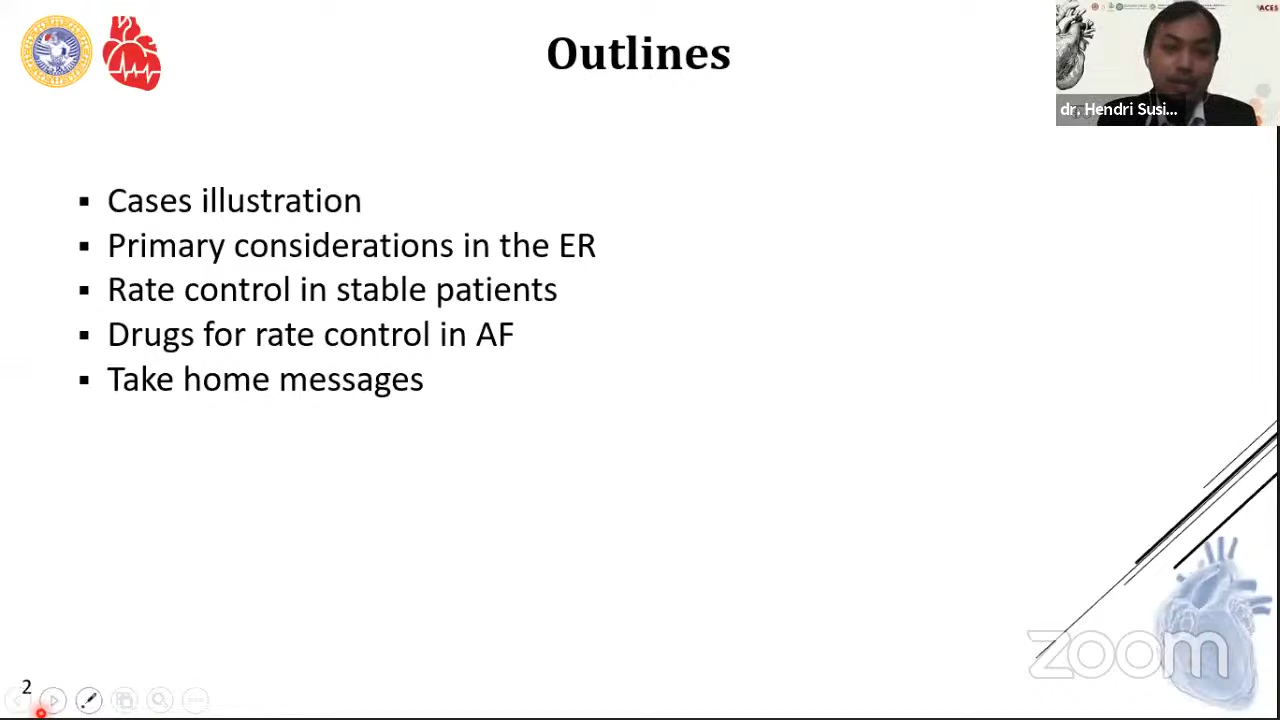 Outlines
ACES
dr. Hendri Susi...
▪ Cases illustration
▪ Primary considerations in the ER
▪ Rate control in stable patients
▪ Drugs for rate control in AF
▪ Take home messages
zoom
2